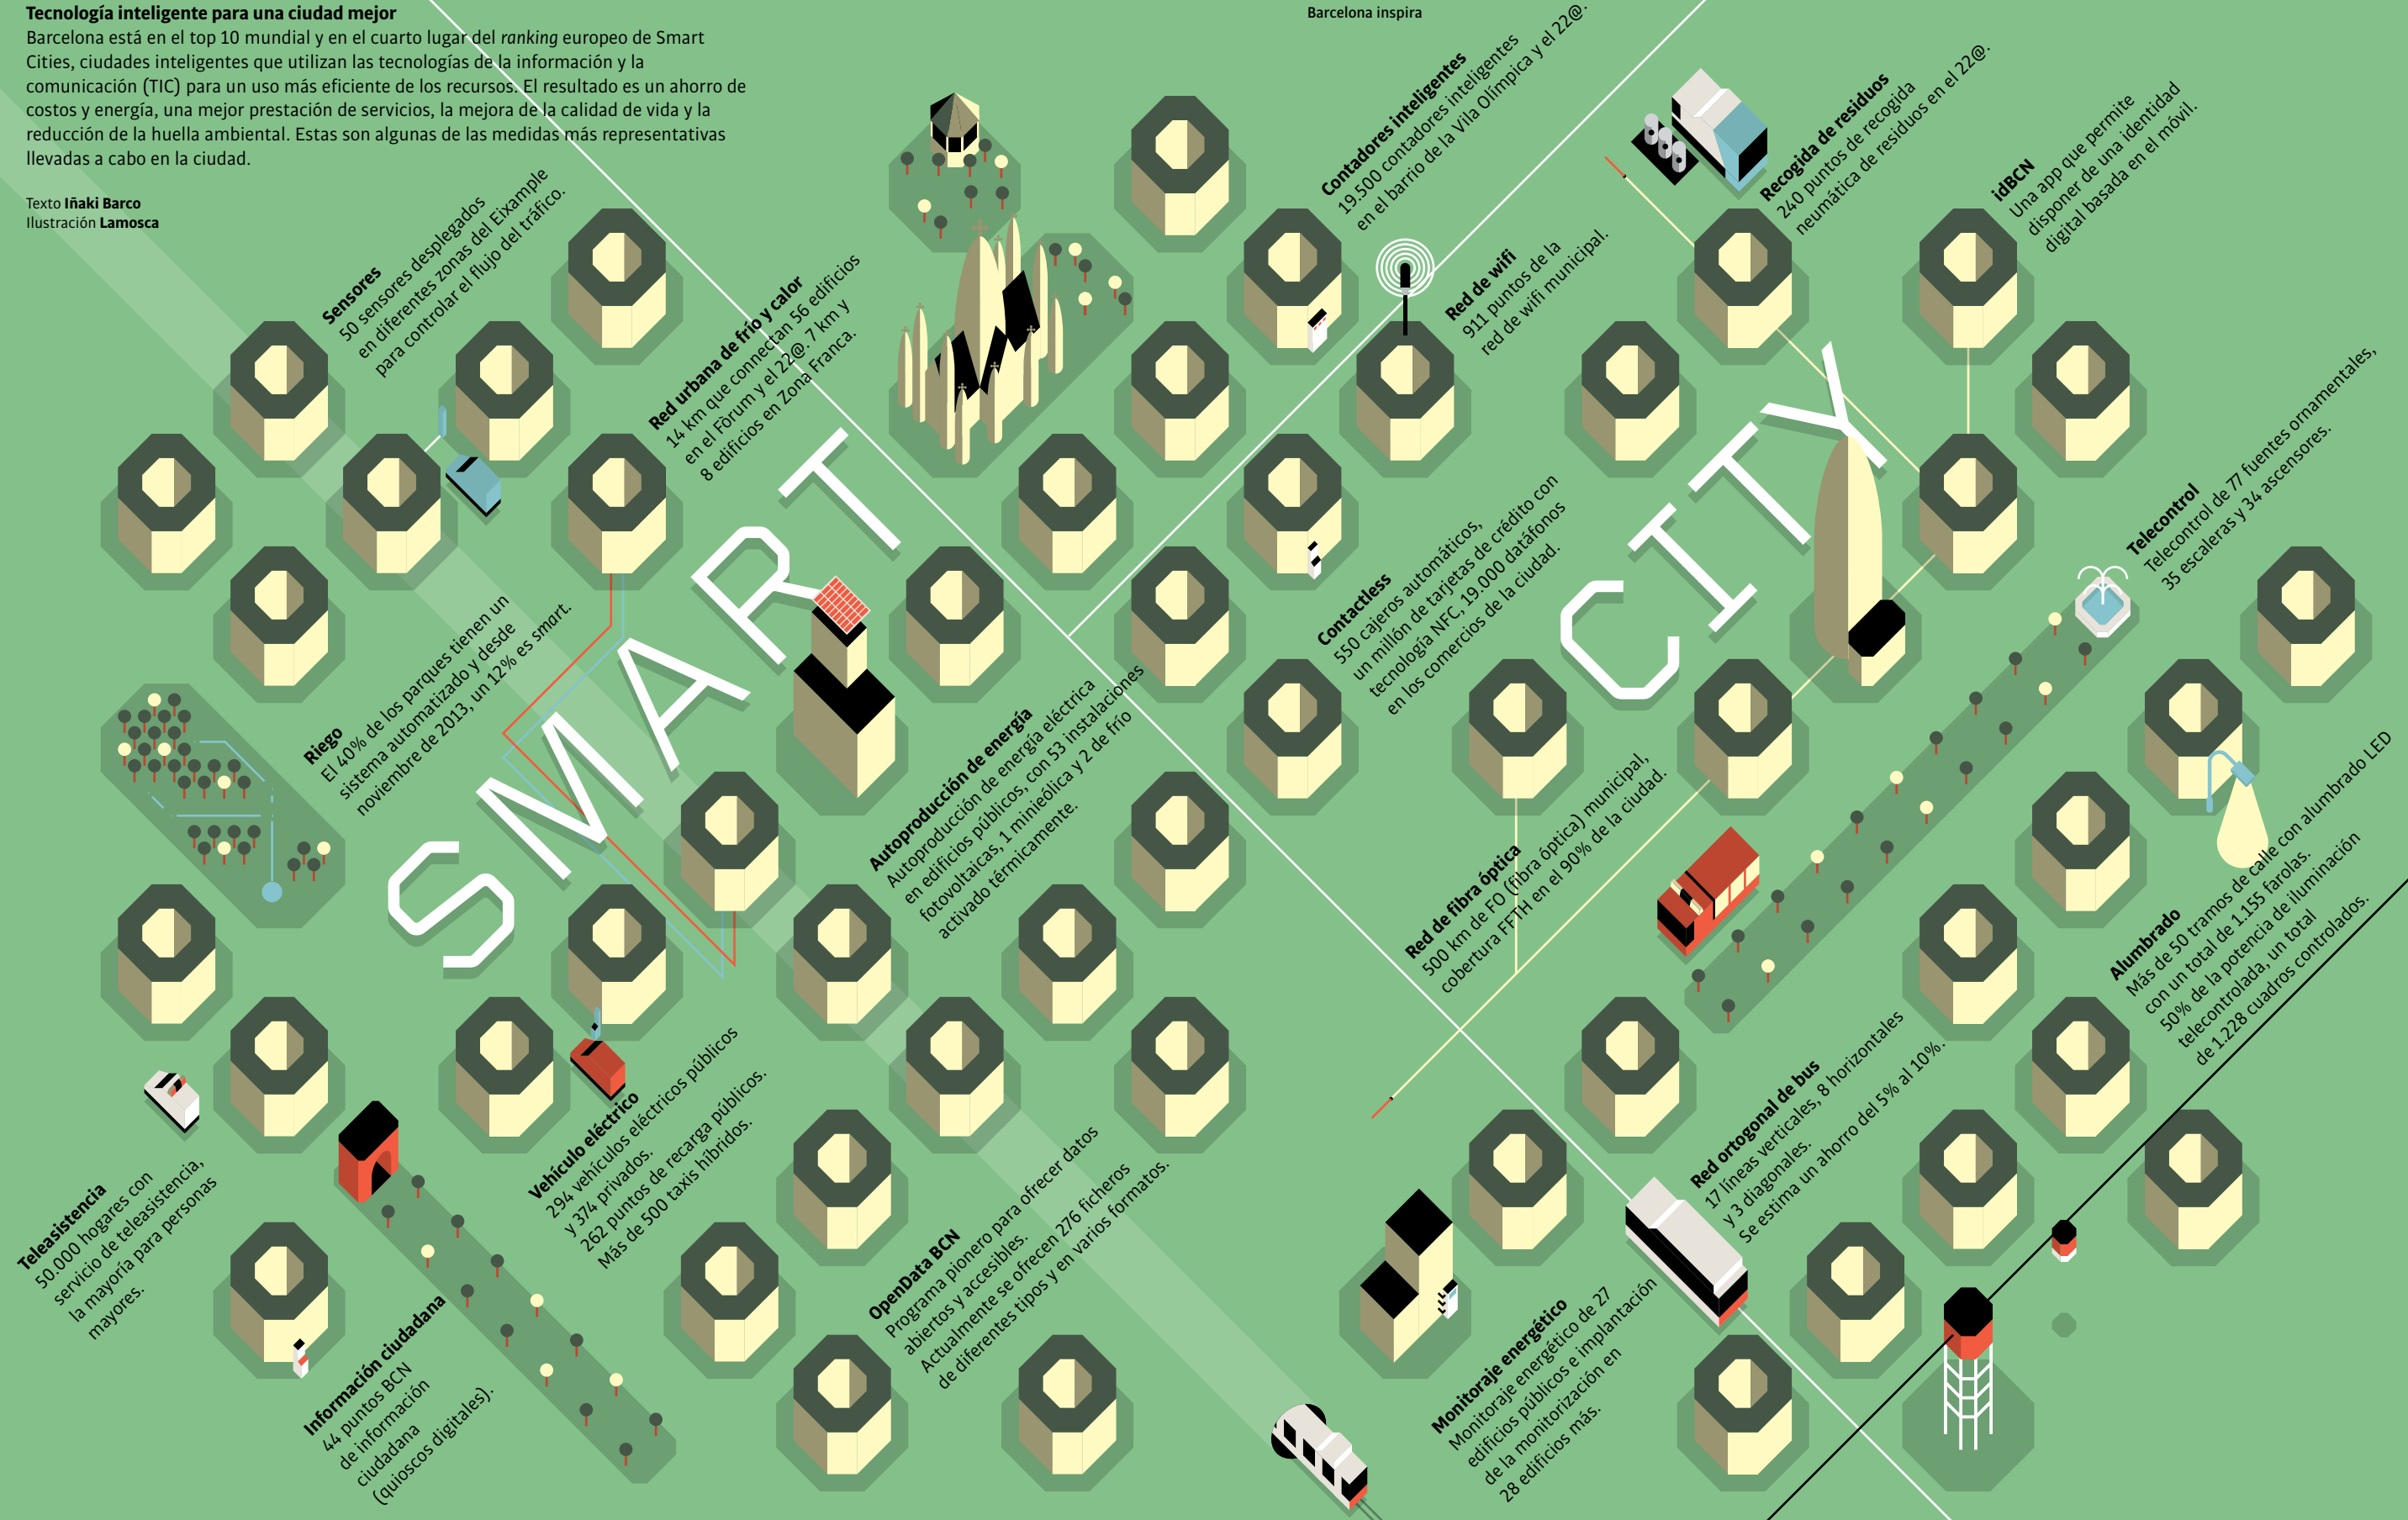 Tecnología inteligente para una ciudad mejor
Barcelona está en el top 10 mundial y en el cuarto lugar del ranking europeo de Smart
Cities, ciudades inteligentes que utilizan las tecnologías de la información y la
comunicación (TIC) para un uso más eficiente de los recursos. El resultado es un ahorro de
costos y energía, una mejor prestación de servicios, la mejora de la calidad de vida y la
reducción de la huella ambiental. Estas son algunas de las medidas más representativas
llevadas a cabo en la ciudad.
Texto Iñaki Barco
Ilustración Lamosca
Barcelona inspira
SMART
CITY
Sensores
50 sensores desplegados
en diferentes zonas del Eixample
para controlar el flujo del tráfico.
Red urbana de frío y calor
14 km que connectan 56 edificios
en el Fòrum y el 22@. 7 km y
8 edificios en Zona Franca.
Contadores inteligentes
19.500 contadores inteligentes
en el barrio de la Vila Olímpica y el 22@.
Red de wifi
911 puntos de la
red de wifi municipal.
Recogida de residuos
240 puntos de recogida
neumática de residuos en el 22@.
idBCN
Una app que permite
disponer de una identidad
digital basada en el móvil.
Telecontrol
Telecontrol de 77 fuentes ornamentales,
35 escaleras y 34 ascensores.
Contactless
550 cajeros automáticos,
un millón de tarjetas de crédito con
tecnología NFC, 19.000 datáfonos
en los comercios de la ciudad.
Riego
El 40% de los parques tienen un
sistema automatizado y desde
noviembre de 2013, un 12% es smart.
Autoproducción de energía
Autoproducción de energía eléctrica
en edificios públicos, con 53 instalaciones
fotovoltaicas, 1 minieólica y 2 de frío
activado térmicamente.
Red de fibra óptica
500 km de FO (fibra óptica) municipal,
cobertura FFTH en el 90% de la ciudad.
Alumbrado
Más de 50 tramos de calle con alumbrado LED
con un total de 1.155 farolas.
50% de la potencia de iluminación
telecontrolada, un total
de 1.228 cuadros controlados.
Red ortogonal de bus
17 líneas verticales, 8 horizontales
y 3 diagonales.
Se estima un ahorro del 5% al 10%.
Vehículo eléctrico
294 vehículos eléctricos públicos
y 374 privados.
262 puntos de recarga públicos.
Más de 500 taxis híbridos.
Teleasistencia
50.000 hogares con
servicio de teleasistencia,
la mayoría para personas
mayores.
Información ciudadana
44 puntos BCN
de información
ciudadana
(quioscos digitales).
OpenData BCN
Programa pionero para ofrecer datos
abiertos y accesibles.
Actualmente se ofrecen 276 ficheros
de diferentes tipos y en varios formatos.
Monitoraje energético
Monitoraje energético de 27
edificios públicos e implantación
de la monitorización en
28 edificios más.